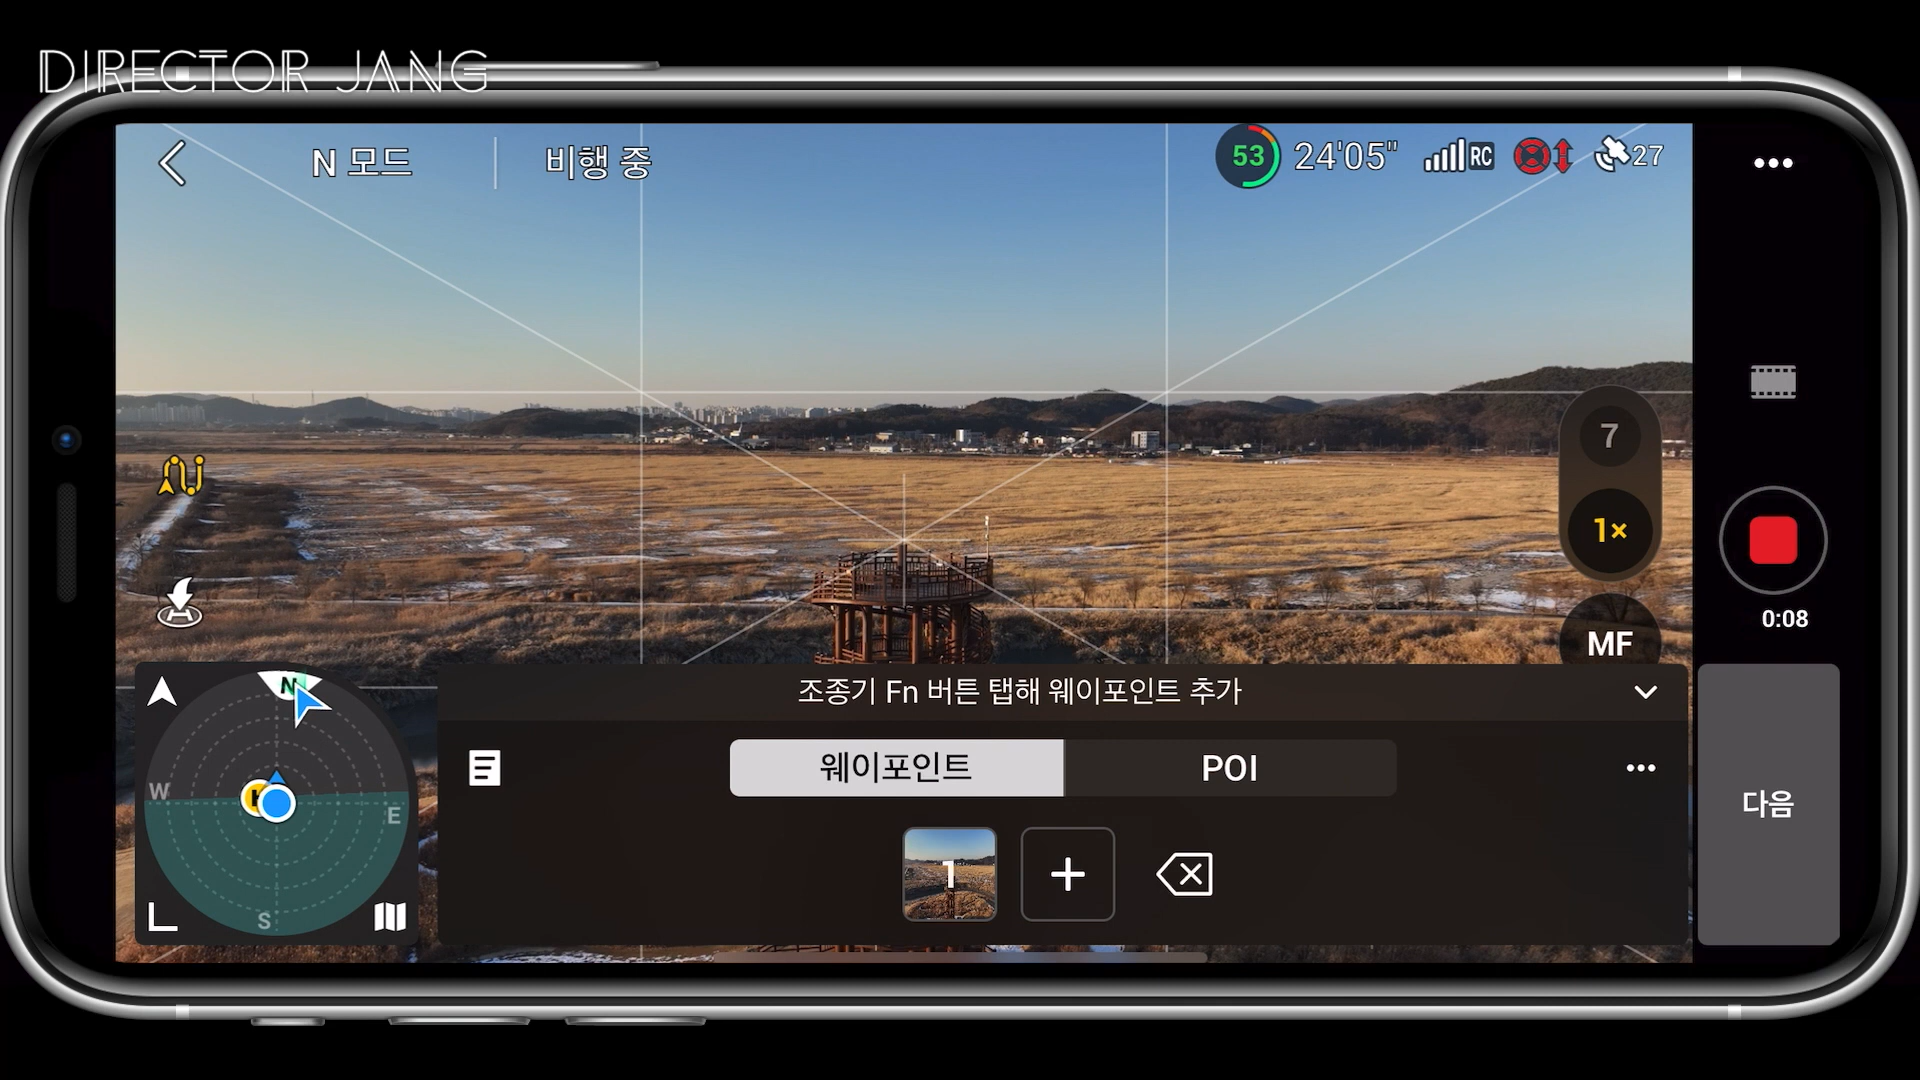 DIRECTOR JANG
N 모드
비행 중
53
24'05"
RC
27
7
1×
0:08
MF
N
W
E
S
H
조종기 Fn 버튼 탭해 웨이포인트 추가
웨이포인트
POI
1
다음